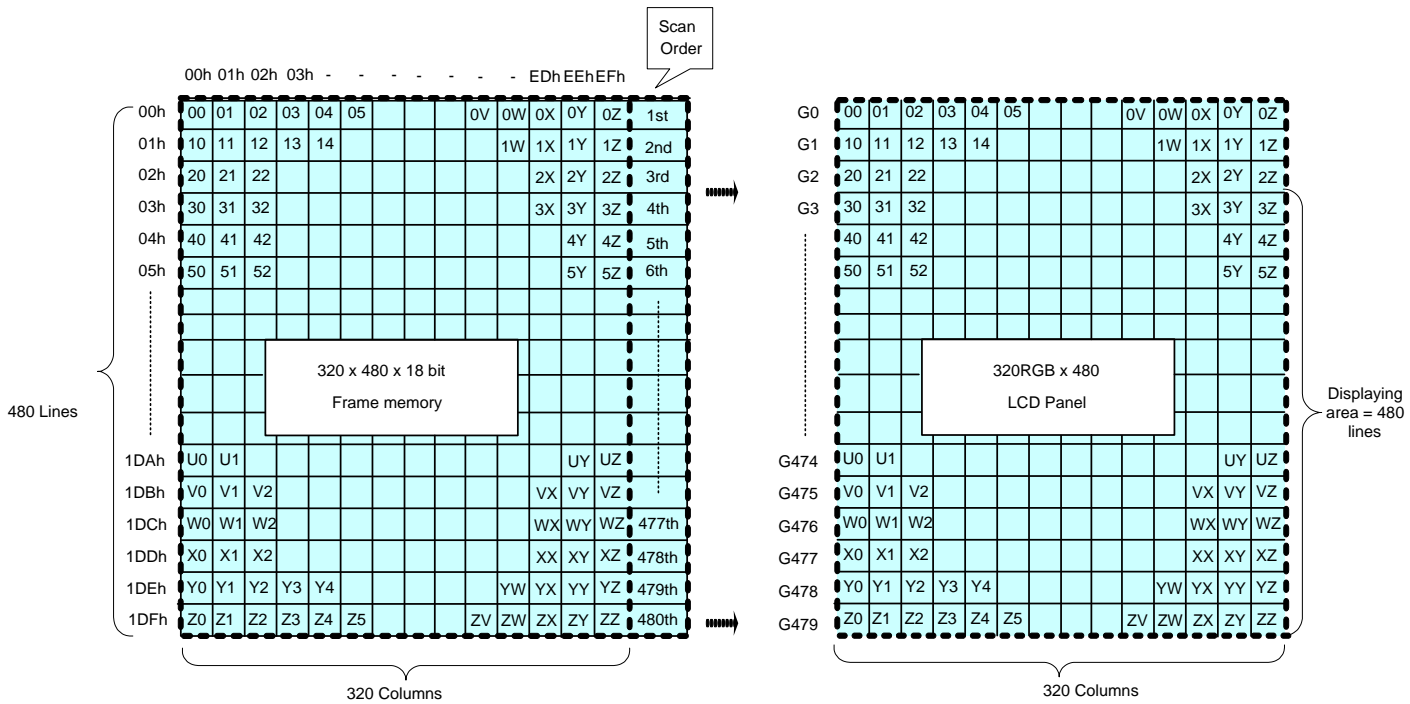 Scan
Order
00h 01h 02h 03h - - - - - - - EDh EEh EFh
00h 00 01 02 03 04 05 0V 0W 0X 0Y 0Z 1st
01h 10 11 12 13 14 1W 1X 1Y 1Z 2nd
02h 20 21 22 2X 2Y 2Z 3rd
03h 30 31 32 3X 3Y 3Z 4th
04h 40 41 42 4Y 4Z 5th
05h 50 51 52 5Y 5Z 6th
320 x 480 x 18 bit
Frame memory
480 Lines
1DAh U0 U1 UY UZ
1DBh V0 V1 V2 VX VY VZ
1DCh W0 W1 W2 WX WY WZ 477th
1DDh X0 X1 X2 XX XY XZ 478th
1DEh Y0 Y1 Y2 Y3 Y4 YW YX YY YZ 479th
1DFh Z0 Z1 Z2 Z3 Z4 Z5 ZV ZW ZX ZY ZZ 480th
320 Columns
G0 00 01 02 03 04 05 0V 0W 0X 0Y 0Z
G1 10 11 12 13 14 1W 1X 1Y 1Z
G2 20 21 22 2X 2Y 2Z
G3 30 31 32 3X 3Y 3Z
40 41 42 4Y 4Z
50 51 52 5Y 5Z
320RGB x 480
LCD Panel
Displaying
area = 480
lines
G474 U0 U1 UY UZ
G475 V0 V1 V2 VX VY VZ
G476 W0 W1 W2 WX WY WZ
G477 X0 X1 X2 XX XY XZ
G478 Y0 Y1 Y2 Y3 Y4 YW YX YY YZ
G479 Z0 Z1 Z2 Z3 Z4 Z5 ZV ZW ZX ZY ZZ
320 Columns